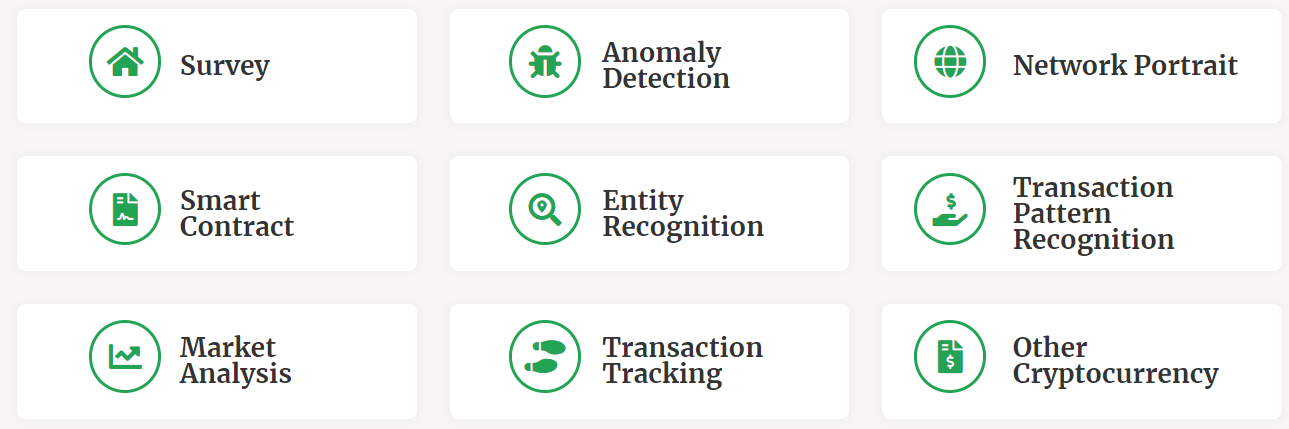 Survey
Anomaly
Detection
Network Portrait
Smart
Contract
Entity
Recognition
Transaction
Pattern
Recognition
Market
Analysis
Transaction
Tracking
Other
Cryptocurrency